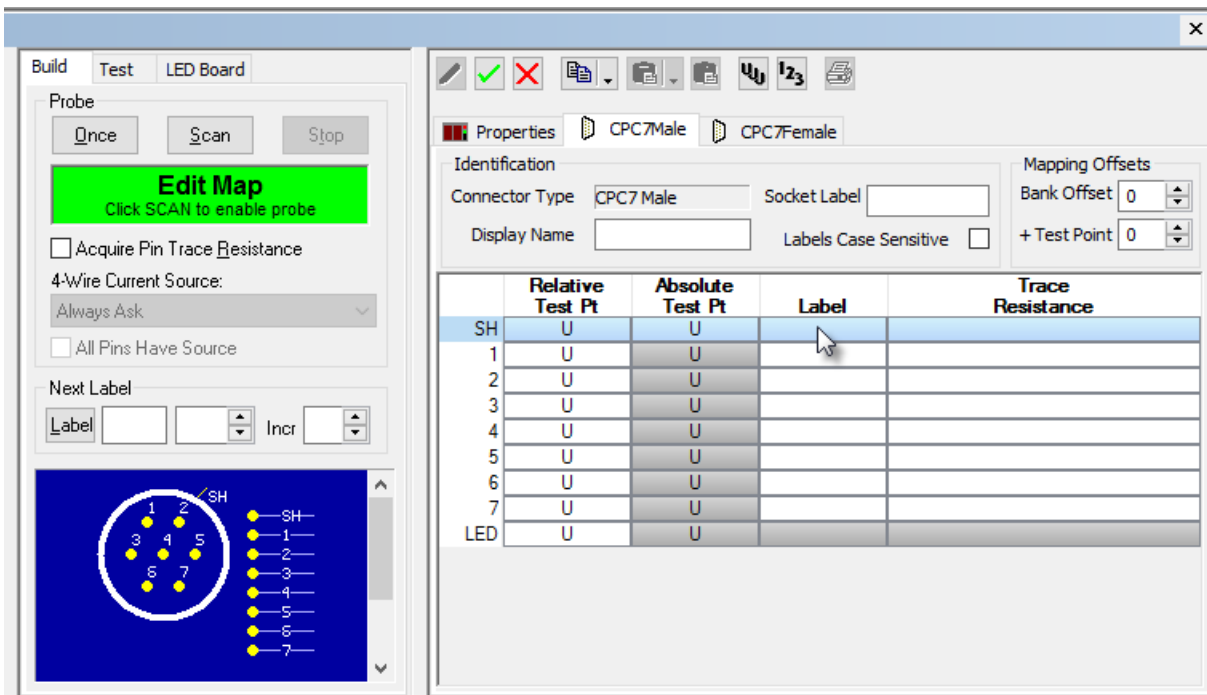 Build Test LED Board
Probe
Once Scan Stop
Edit Map
Click SCAN to enable probe
Acquire Pin Trace Resistance
4-Wire Current Source:
Always Ask
All Pins Have Source
Next Label
Label Incr
SH
1 2
3 4 5
6 7
SH
1
2
3
4
5
6
7
123
Properties CPC7Male CPC7Female
Identification
Connector Type CPC7 Male Socket Label
Display Name Labels Case Sensitive
Mapping Offsets
Bank Offset 0
+ Test Point 0
Relative Test Pt Absolute Test Pt Label Trace Resistance
SH U U
1 U U
2 U U
3 U U
4 U U
5 U U
6 U U
7 U U
LED U U